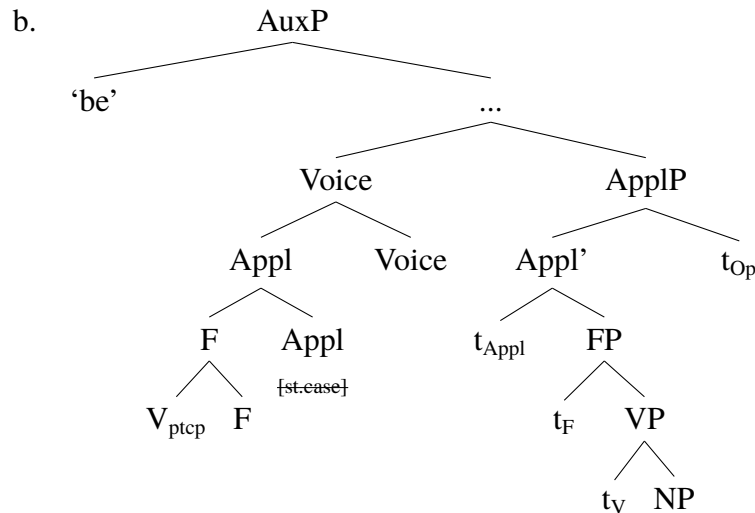 b. AuxP
‘be’ ...
Voice ApplP
Appl Voice Appl’ tOp
F Appl tAppl FP
[st.case]
Vptcp F tF VP
tV NP